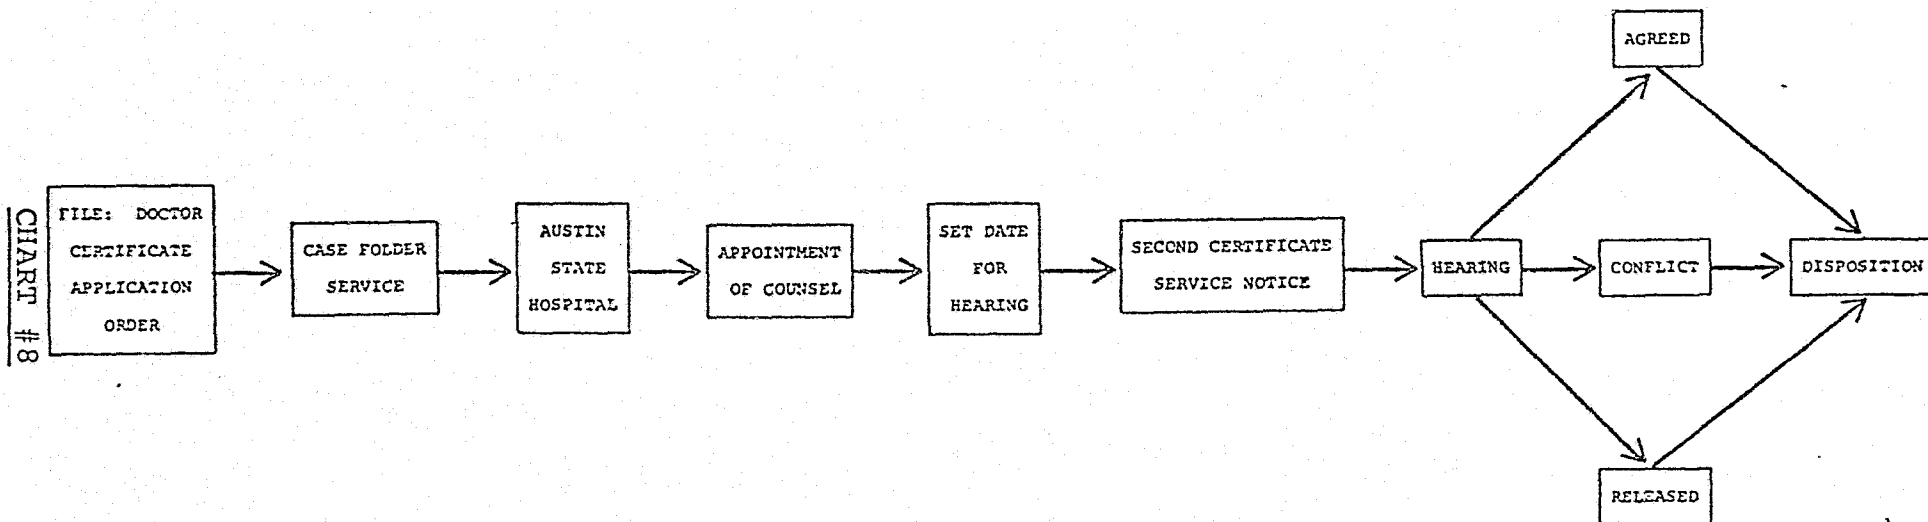 CHART #8
FILE: DOCTOR
CERTIFICATE
APPLICATION
ORDER
CASE FOLDER
SERVICE
AUSTIN
STATE
HOSPITAL
APPOINTMENT
OF COUNSEL
SET DATE
FOR
HEARING
SECOND CERTIFICATE
SERVICE NOTICE
HEARING
AGREED
CONFLICT
RELEASED
DISPOSITION